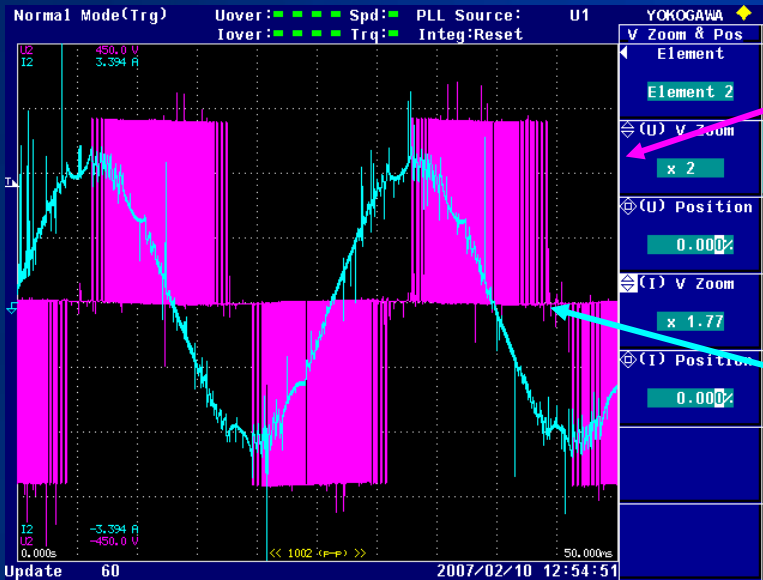 Normal Mode(Trg) Uover: Spd: PLL Source: U1 YOKOGAWA
Iover: Trq: Integ:Reset
V Zoom & Pos
U2 450.0 V
I2 3.394 A
Element
Element 2
(U) V Zoom
x 2
(U) Position
0.000%
(I) V Zoom
x 1.77
(I) Position
0.000%
I2 -3.394 A
U2 -450.0 V
0.000s << 1002 (p-p) >> 50.000ms
Update 60 2007/02/10 12:54:51